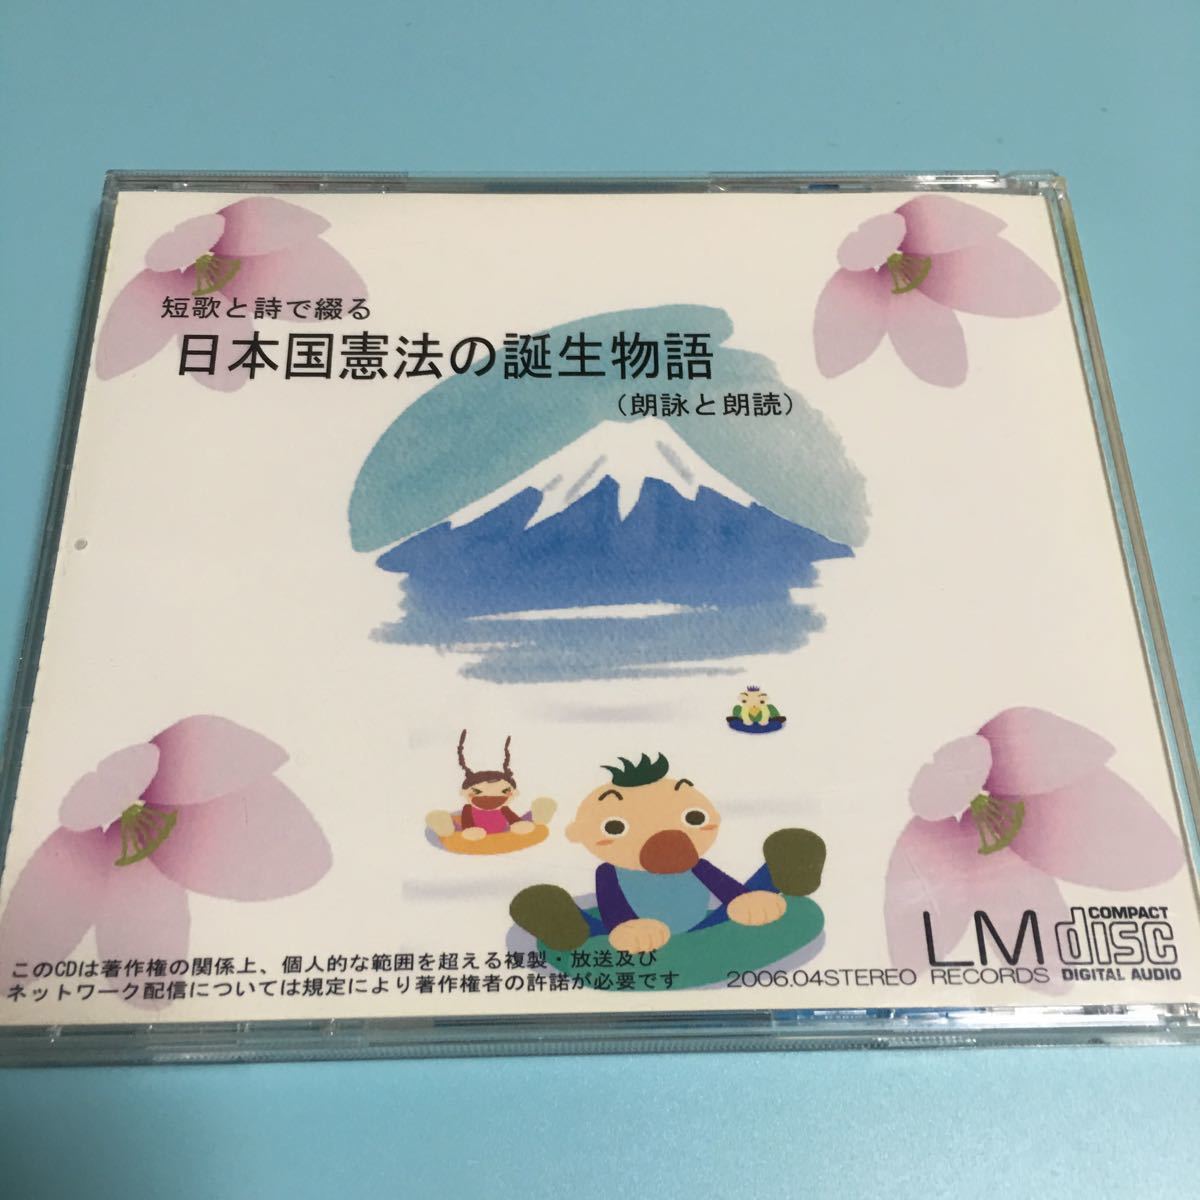 短歌と詩で綴る
日本国憲法の誕生物語
（朗詠と朗読）
このCDは著作権の関係上、個人的な範囲を超える複製・放送及び
ネットワーク配信については規定により著作権者の許諾が必要です
2006.04STEREO
LM
RECORDS
COMPACT
disc
DIGITAL AUDIO